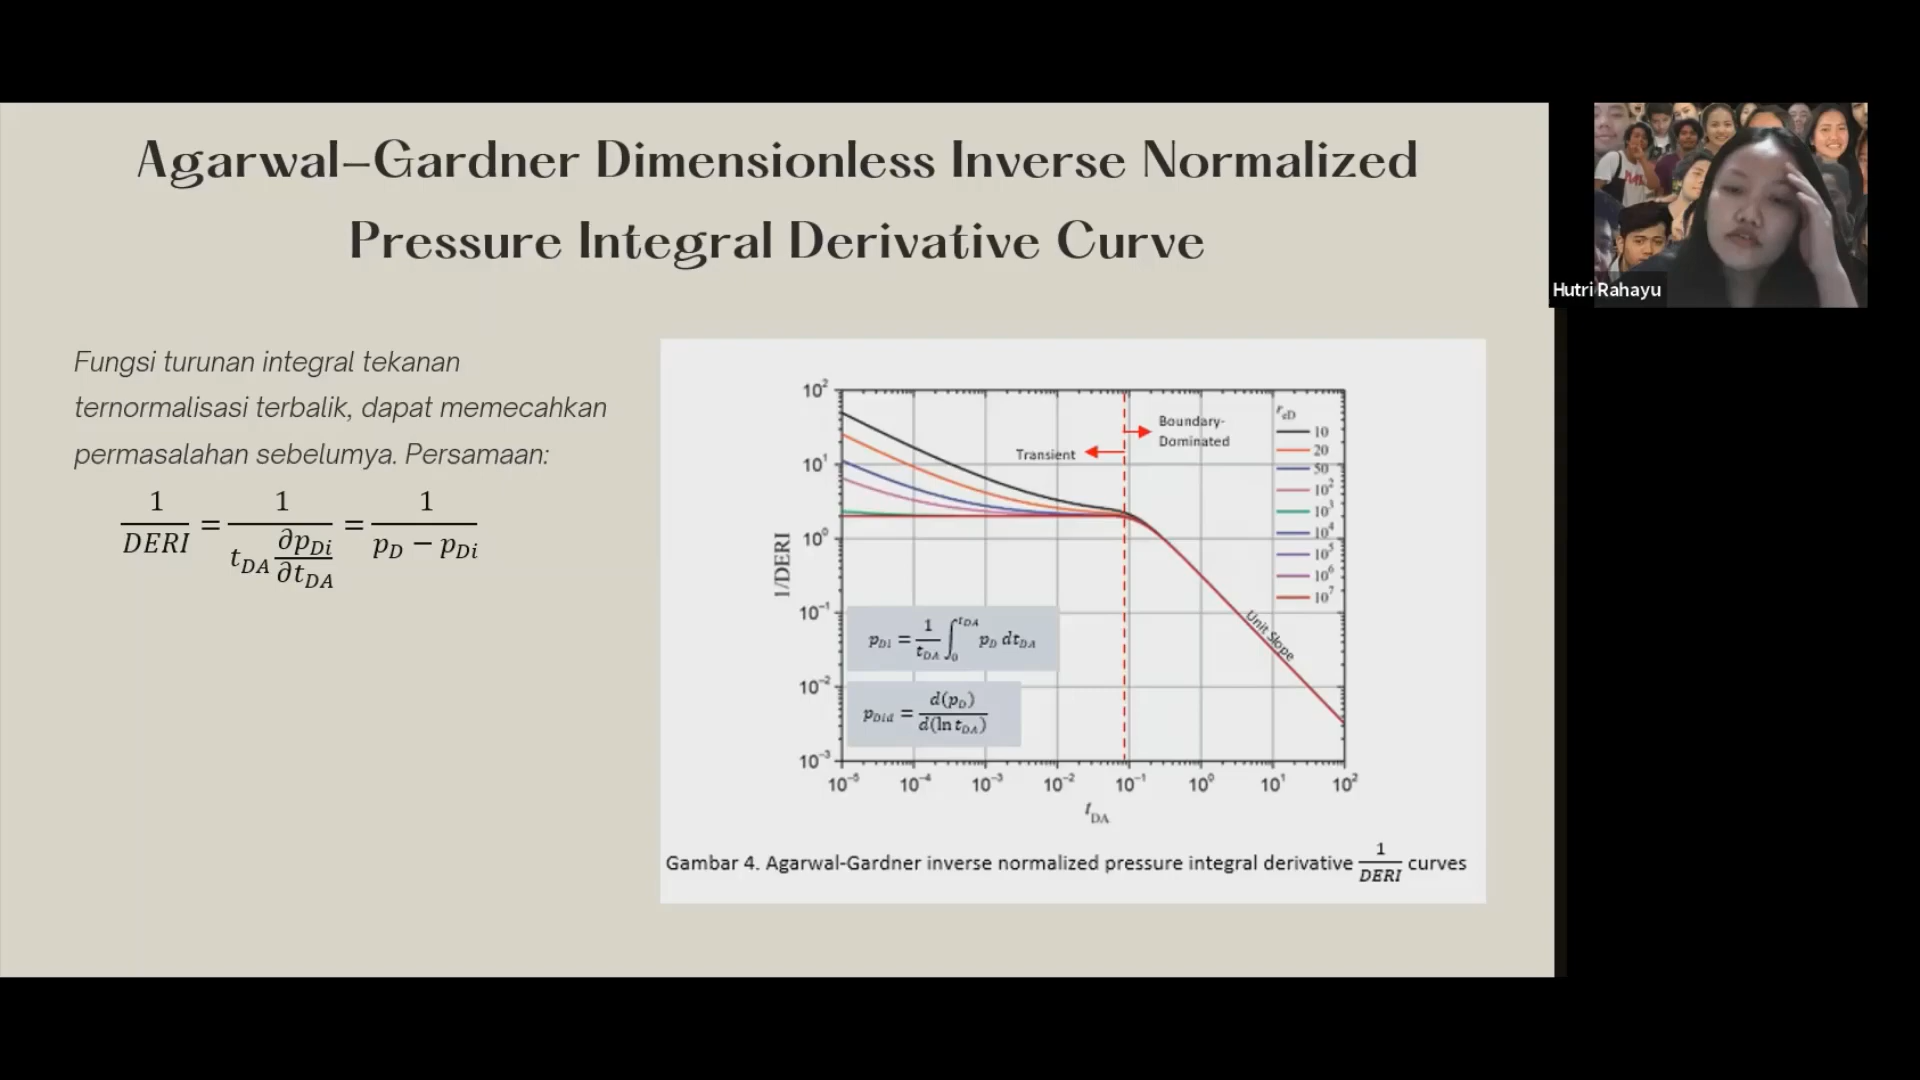 Agarwal–Gardner Dimensionless Inverse Normalized
Pressure Integral Derivative Curve
Hutri Rahayu
Fungsi turunan integral tekanan
ternormalisasi terbalik, dapat memecahkan
permasalahan sebelumya. Persamaan:
1/DERI = 1/(t_DA ∂p_Di/∂t_DA) = 1/(p_D − p_Di)
10² 10¹ 10⁰ 10⁻¹ 10⁻² 10⁻³
1/DERI
Transient
Boundary-
Dominated
r_eD
10
20
50
10²
10³
10⁴
10⁵
10⁶
10⁷
Unit Slope
p_Di = 1/t_DA ∫₀^t_DA p_D dt_DA
p_Did = d(p_D)/d(ln t_DA)
10⁻⁵ 10⁻⁴ 10⁻³ 10⁻² 10⁻¹ 10⁰ 10¹ 10²
t_DA
Gambar 4. Agarwal-Gardner inverse normalized pressure integral derivative 1/DERI curves